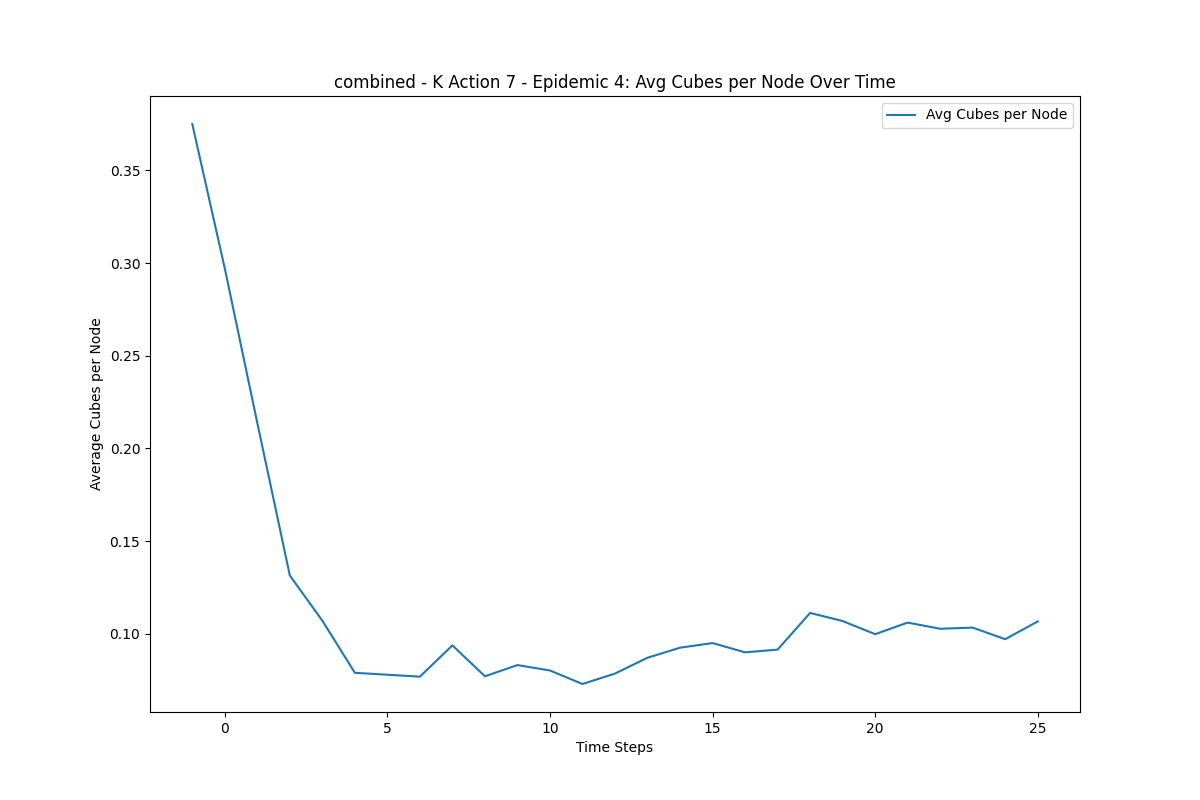 combined - K Action 7 - Epidemic 4: Avg Cubes per Node Over Time
Avg Cubes per Node
Average Cubes per Node
0.35
0.30
0.25
0.20
0.15
0.10
0 5 10 15 20 25
Time Steps